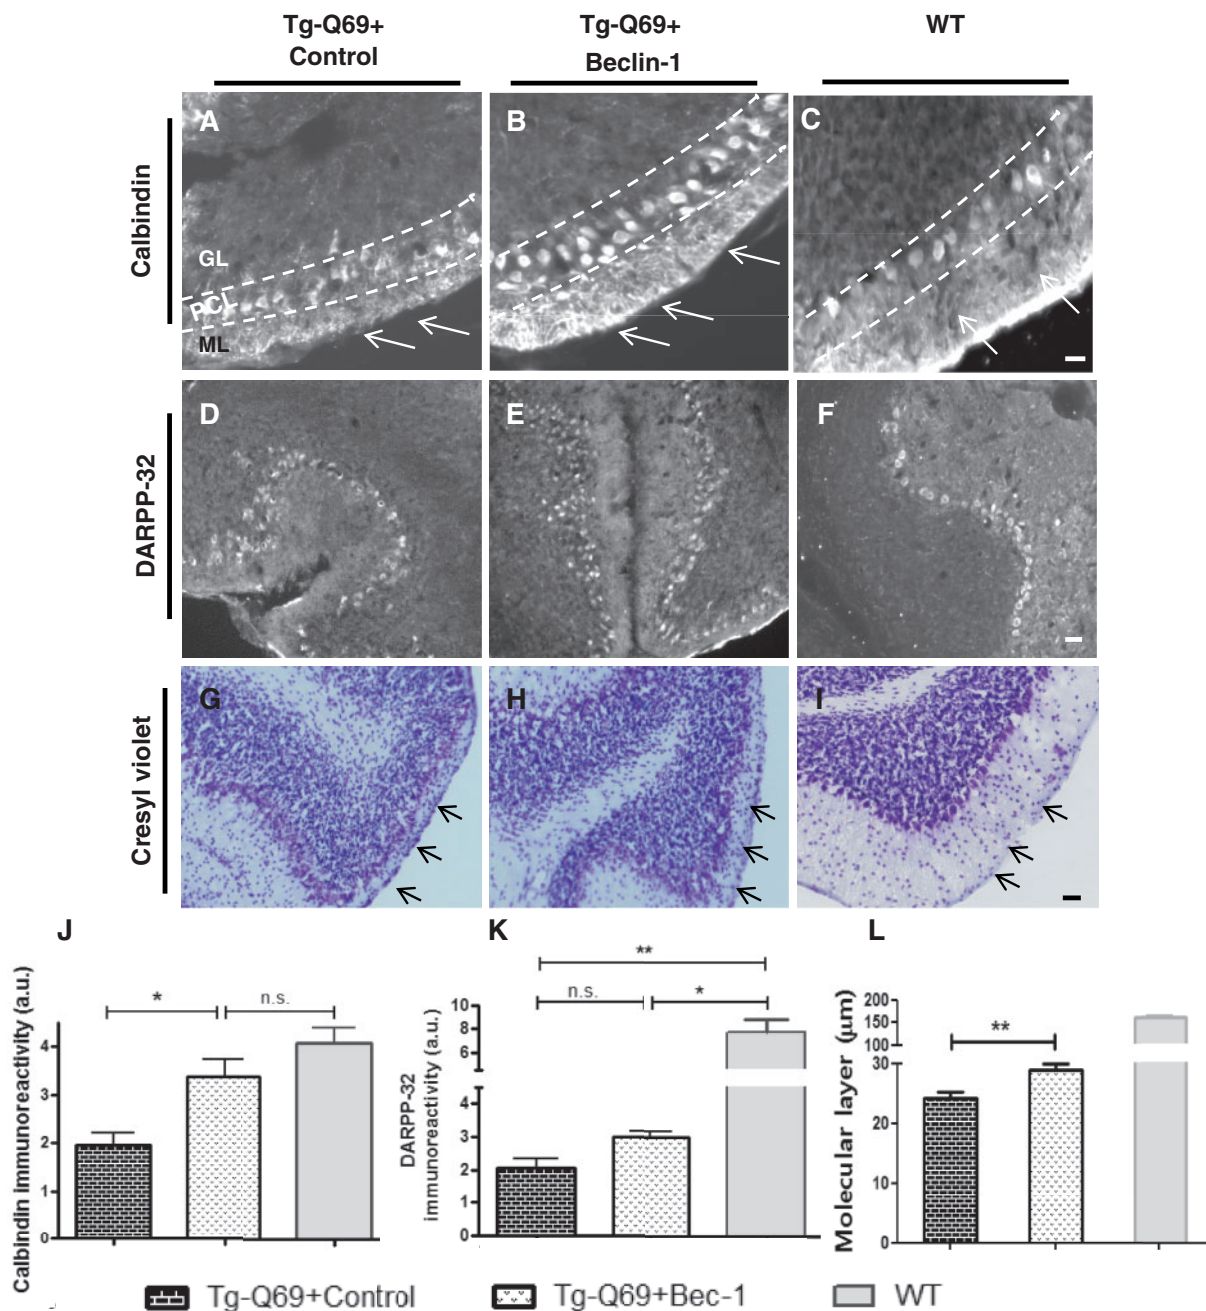 Tg-Q69+
Control
Tg-Q69+
Beclin-1
WT
Calbindin
A
GL
PCL
ML
B
C
DARPP-32
D
E
F
Cresyl violet
G
H
I
J
Calbindin immunoreactivity (a.u.)
4
3
2
1
0
*
n.s.
K
DARPP-32
immunoreactivity (a.u.)
10
8
6
4
3
2
1
0
**
n.s.
*
L
Molecular layer (µm)
200
150
100
30
20
10
0
**
Tg-Q69+Control
Tg-Q69+Bec-1
WT